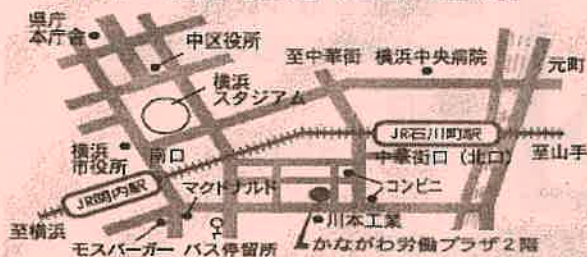 県庁
本庁舎
中区役所
横浜
スタジアム
至中華街
横浜中央病院
元町
JR石川町駅
中華街口(北口)
至山手
横浜
市役所
南口
JR関内駅
マクドナルド
コンビニ
至横浜
川本工業
モスバーガー
バス停留所
かながわ労働プラザ2階